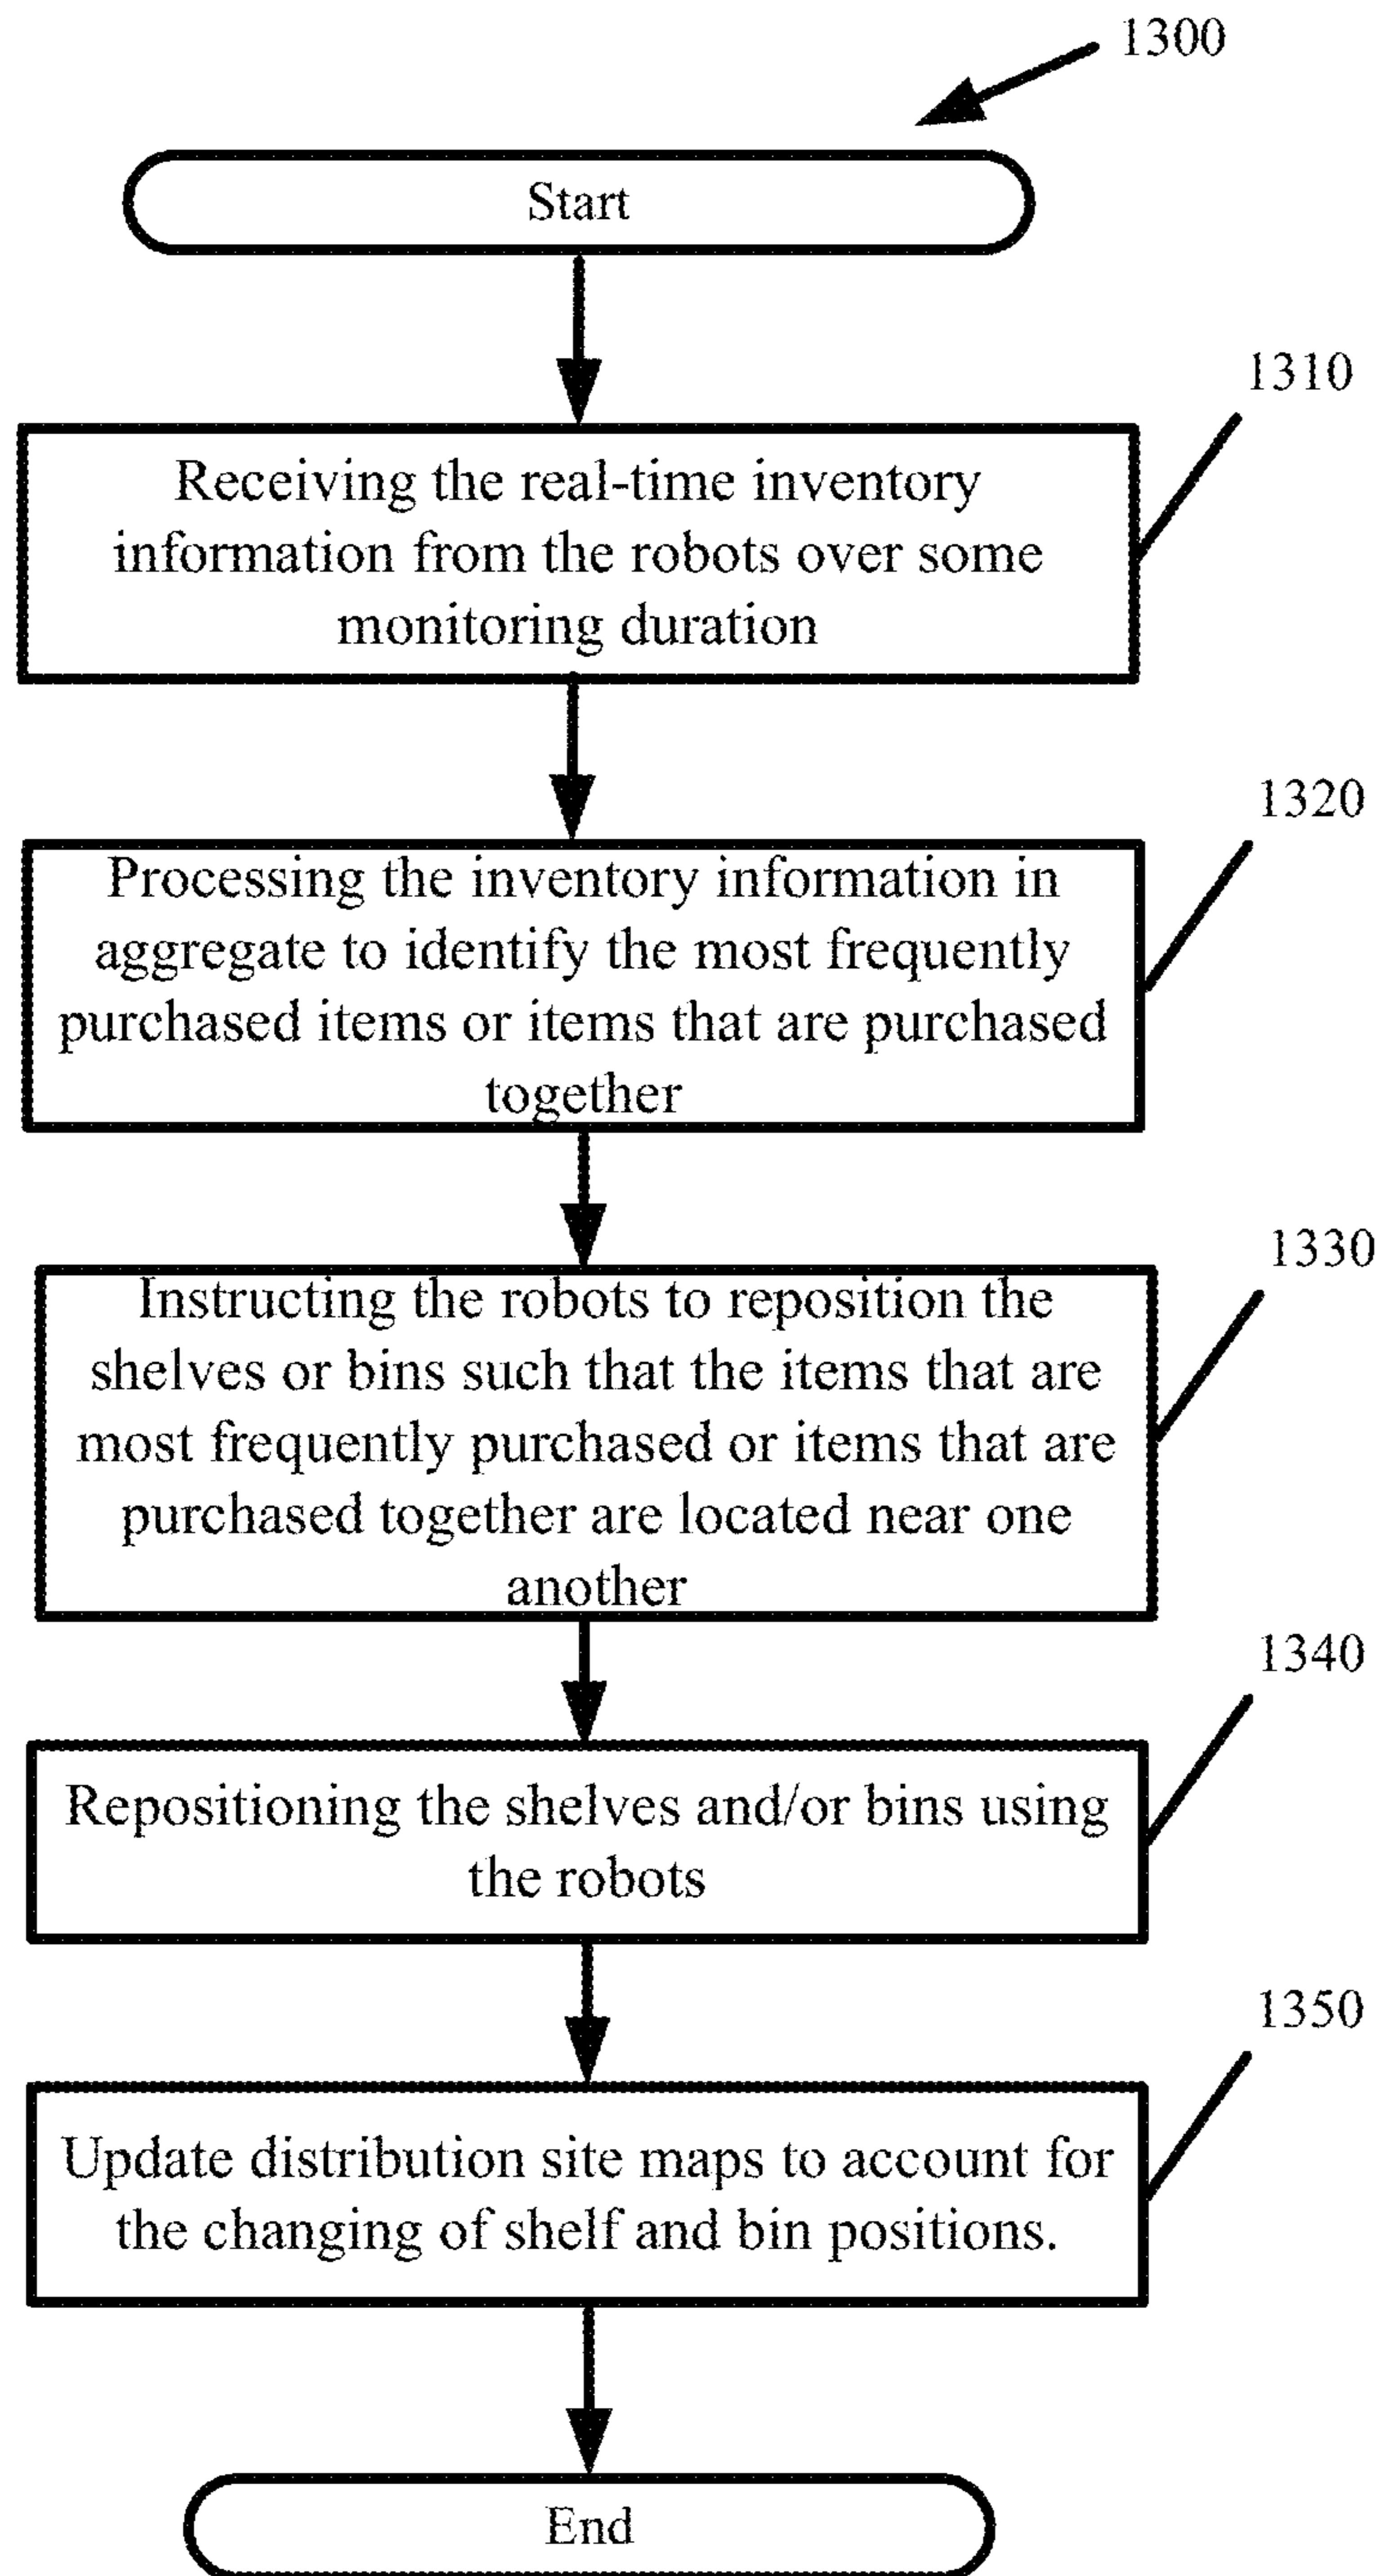 1300
Start
1310
Receiving the real-time inventory
information from the robots over some
monitoring duration
1320
Processing the inventory information in
aggregate to identify the most frequently
purchased items or items that are purchased
together
1330
Instructing the robots to reposition the
shelves or bins such that the items that are
most frequently purchased or items that are
purchased together are located near one
another
1340
Repositioning the shelves and/or bins using
the robots
1350
Update distribution site maps to account for
the changing of shelf and bin positions.
End